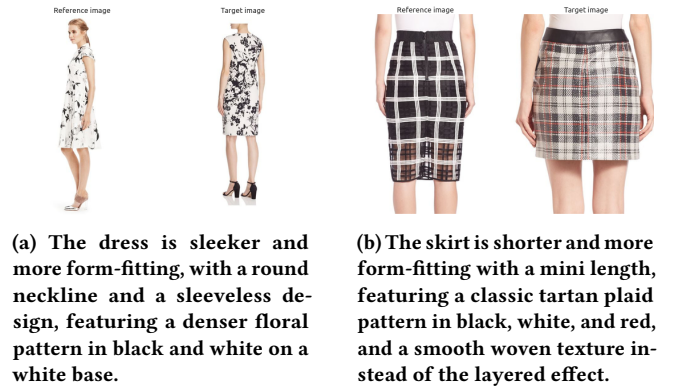 Reference image
Target image
Reference image
Target image
(a) The dress is sleeker and
more form-fitting, with a round
neckline and a sleeveless de-
sign, featuring a denser floral
pattern in black and white on a
white base.
(b) The skirt is shorter and more
form-fitting with a mini length,
featuring a classic tartan plaid
pattern in black, white, and red,
and a smooth woven texture in-
stead of the layered effect.